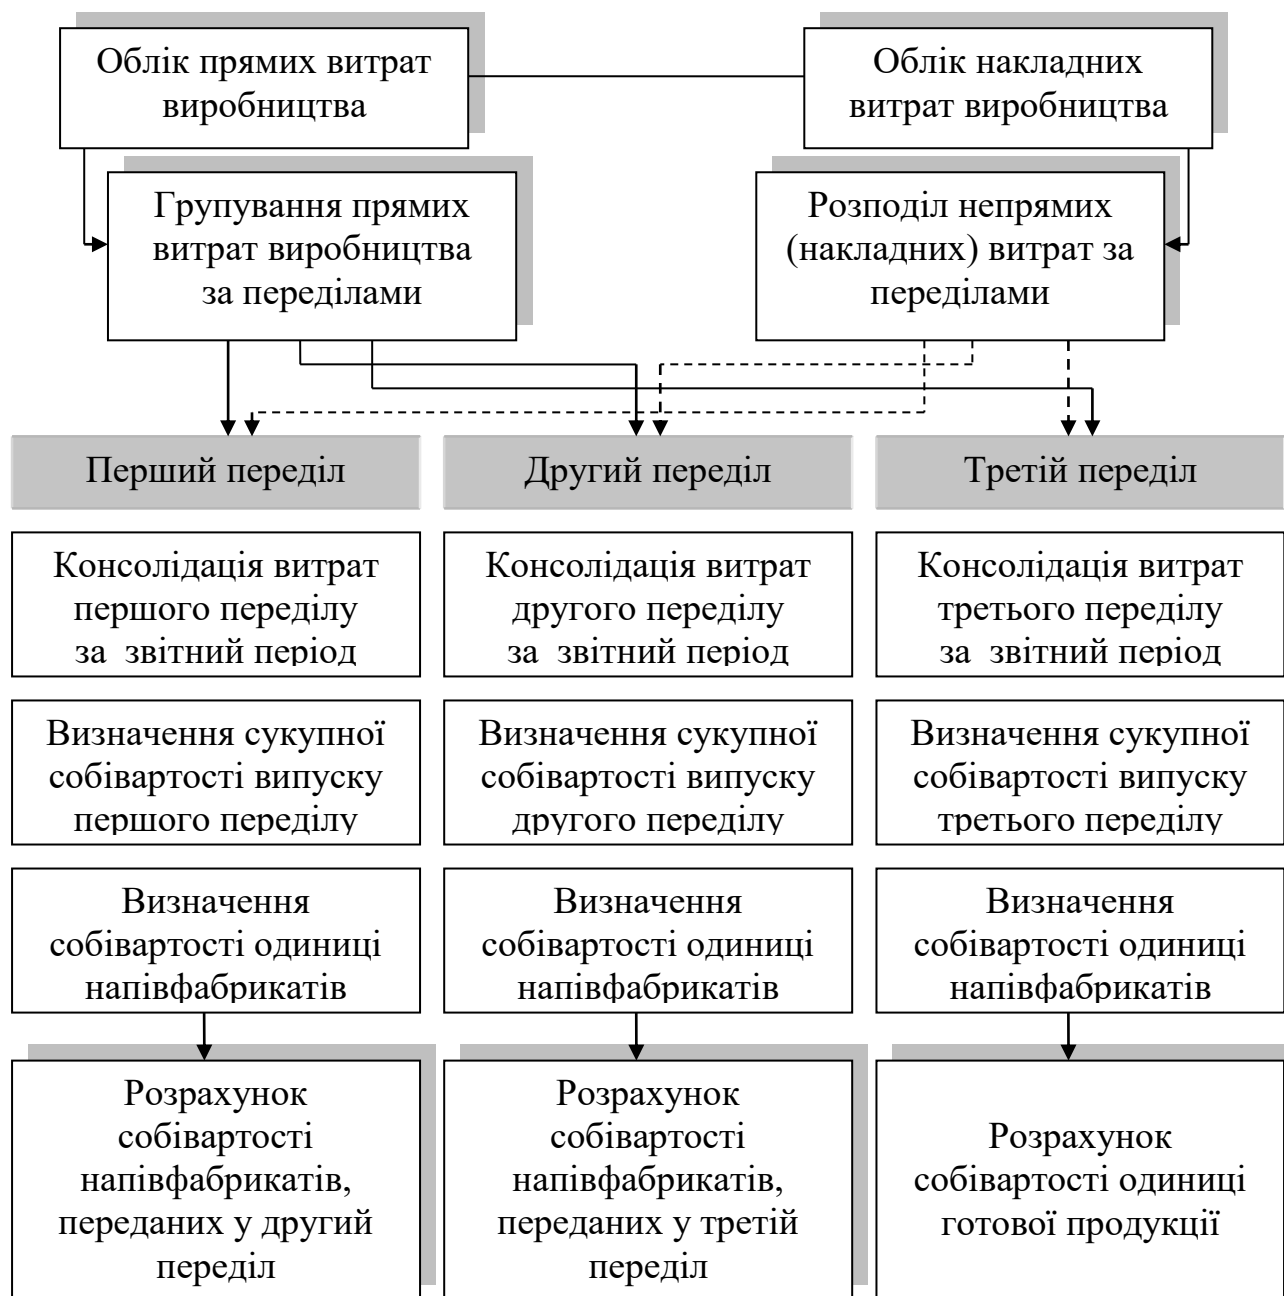 Облік прямих витрат
виробництва
Облік накладних
витрат виробництва
Групування прямих
витрат виробництва
за переділами
Розподіл непрямих
(накладних) витрат за
переділами
Перший переділ
Другий переділ
Третій переділ
Консолідація витрат
першого переділу
за звітний період
Консолідація витрат
другого переділу
за звітний період
Консолідація витрат
третього переділу
за звітний період
Визначення сукупної
собівартості випуску
першого переділу
Визначення сукупної
собівартості випуску
другого переділу
Визначення сукупної
собівартості випуску
третього переділу
Визначення
собівартості одиниці
напівфабрикатів
Визначення
собівартості одиниці
напівфабрикатів
Визначення
собівартості одиниці
напівфабрикатів
Розрахунок
собівартості
напівфабрикатів,
переданих у другий
переділ
Розрахунок
собівартості
напівфабрикатів,
переданих у третій
переділ
Розрахунок
собівартості одиниці
готової продукції